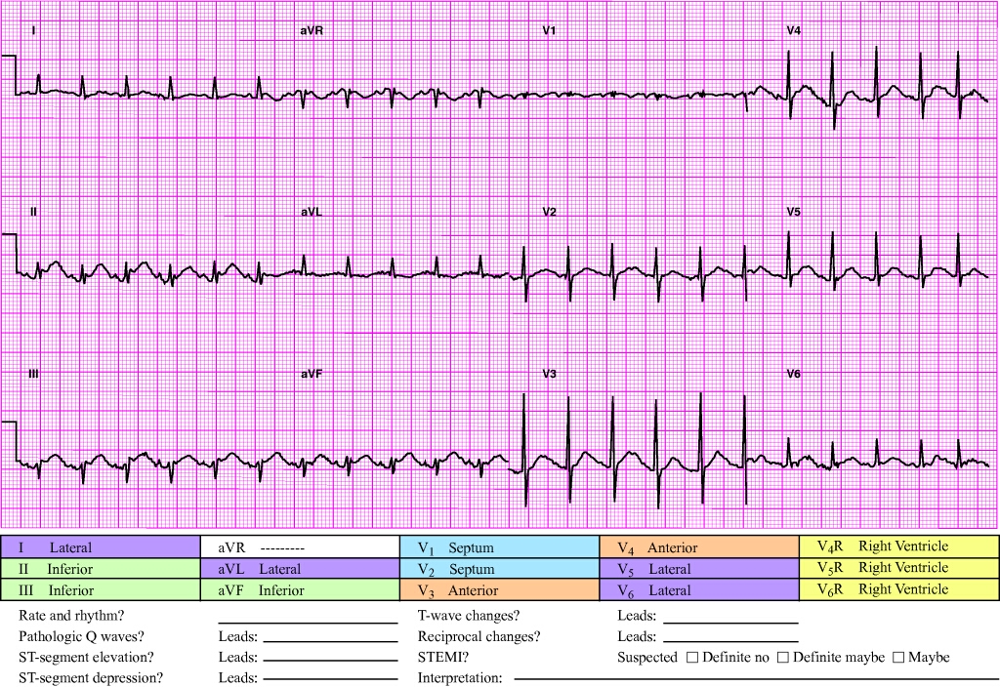 I aVR V1 V4
II aVL V2 V5
III aVF V3 V6
I Lateral aVR --------- V1 Septum V4 Anterior V4R Right Ventricle
II Inferior aVL Lateral V2 Septum V5 Lateral V5R Right Ventricle
III Inferior aVF Inferior V3 Anterior V6 Lateral V6R Right Ventricle
Rate and rhythm? T-wave changes? Leads:
Pathologic Q waves? Leads: Reciprocal changes? Leads:
ST-segment elevation? Leads: STEMI? Suspected ☐ Definite no ☐ Definite maybe ☐ Maybe
ST-segment depression? Leads: Interpretation: